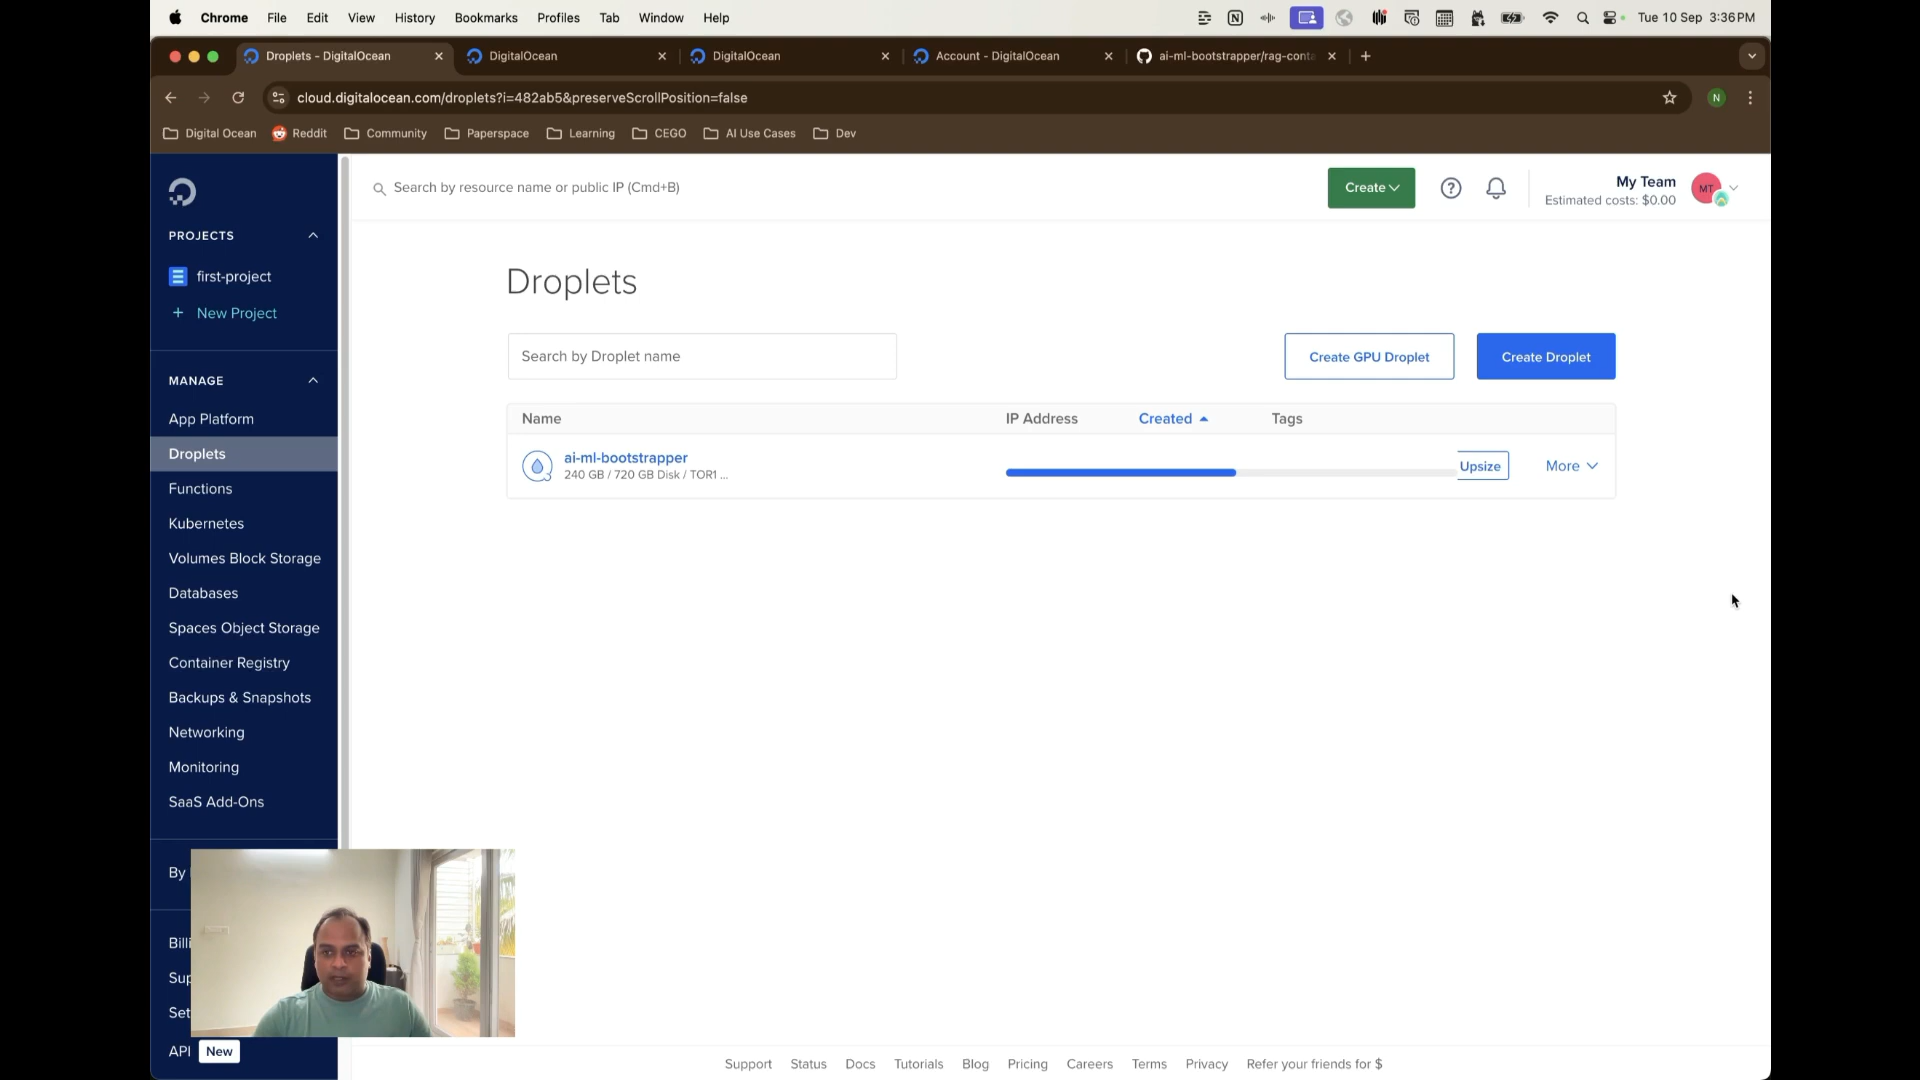 Chrome File Edit View History Bookmarks Profiles Tab Window Help Tue 10 Sep 3:36 PM
Droplets - DigitalOcean DigitalOcean DigitalOcean Account - DigitalOcean ai-ml-bootstrapper/rag-conta
cloud.digitalocean.com/droplets?i=482ab5&preserveScrollPosition=false N
Digital Ocean Reddit Community Paperspace Learning CEGO AI Use Cases Dev
Search by resource name or public IP (Cmd+B) Create My Team MT
Estimated costs: $0.00
PROJECTS
first-project
+ New Project
MANAGE
App Platform
Droplets
Functions
Kubernetes
Volumes Block Storage
Databases
Spaces Object Storage
Container Registry
Backups & Snapshots
Networking
Monitoring
SaaS Add-Ons
By
Billi
Sup
Set
API New
Droplets
Search by Droplet name Create GPU Droplet Create Droplet
Name IP Address Created Tags
ai-ml-bootstrapper
240 GB / 720 GB Disk / TOR1 ...
Upsize More
Support Status Docs Tutorials Blog Pricing Careers Terms Privacy Refer your friends for $